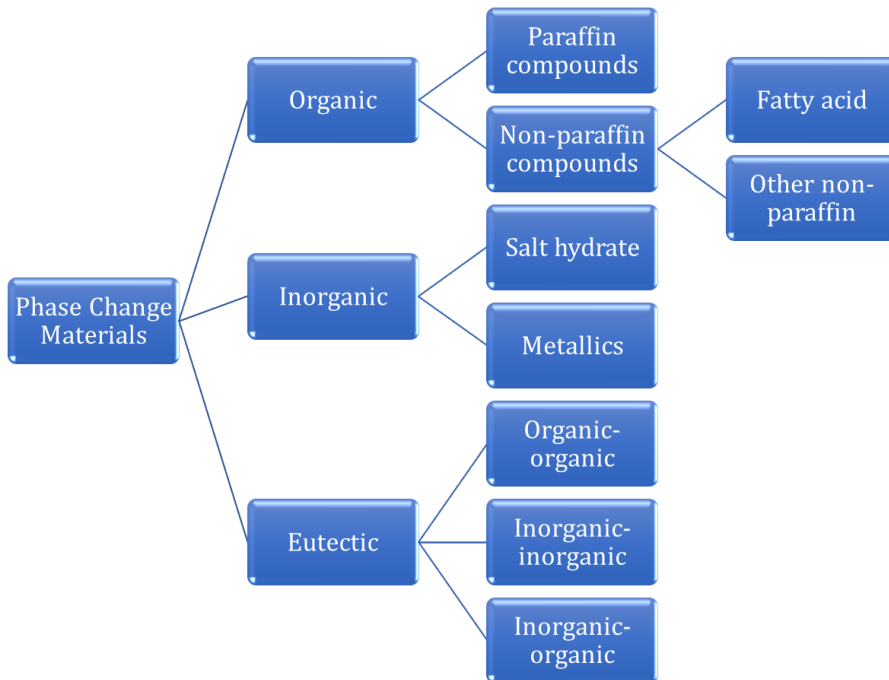 Phase Change
Materials
Organic
Paraffin
compounds
Non-paraffin
compounds
Fatty acid
Other non-
paraffin
Inorganic
Salt hydrate
Metallics
Eutectic
Organic-
organic
Inorganic-
inorganic
Inorganic-
organic